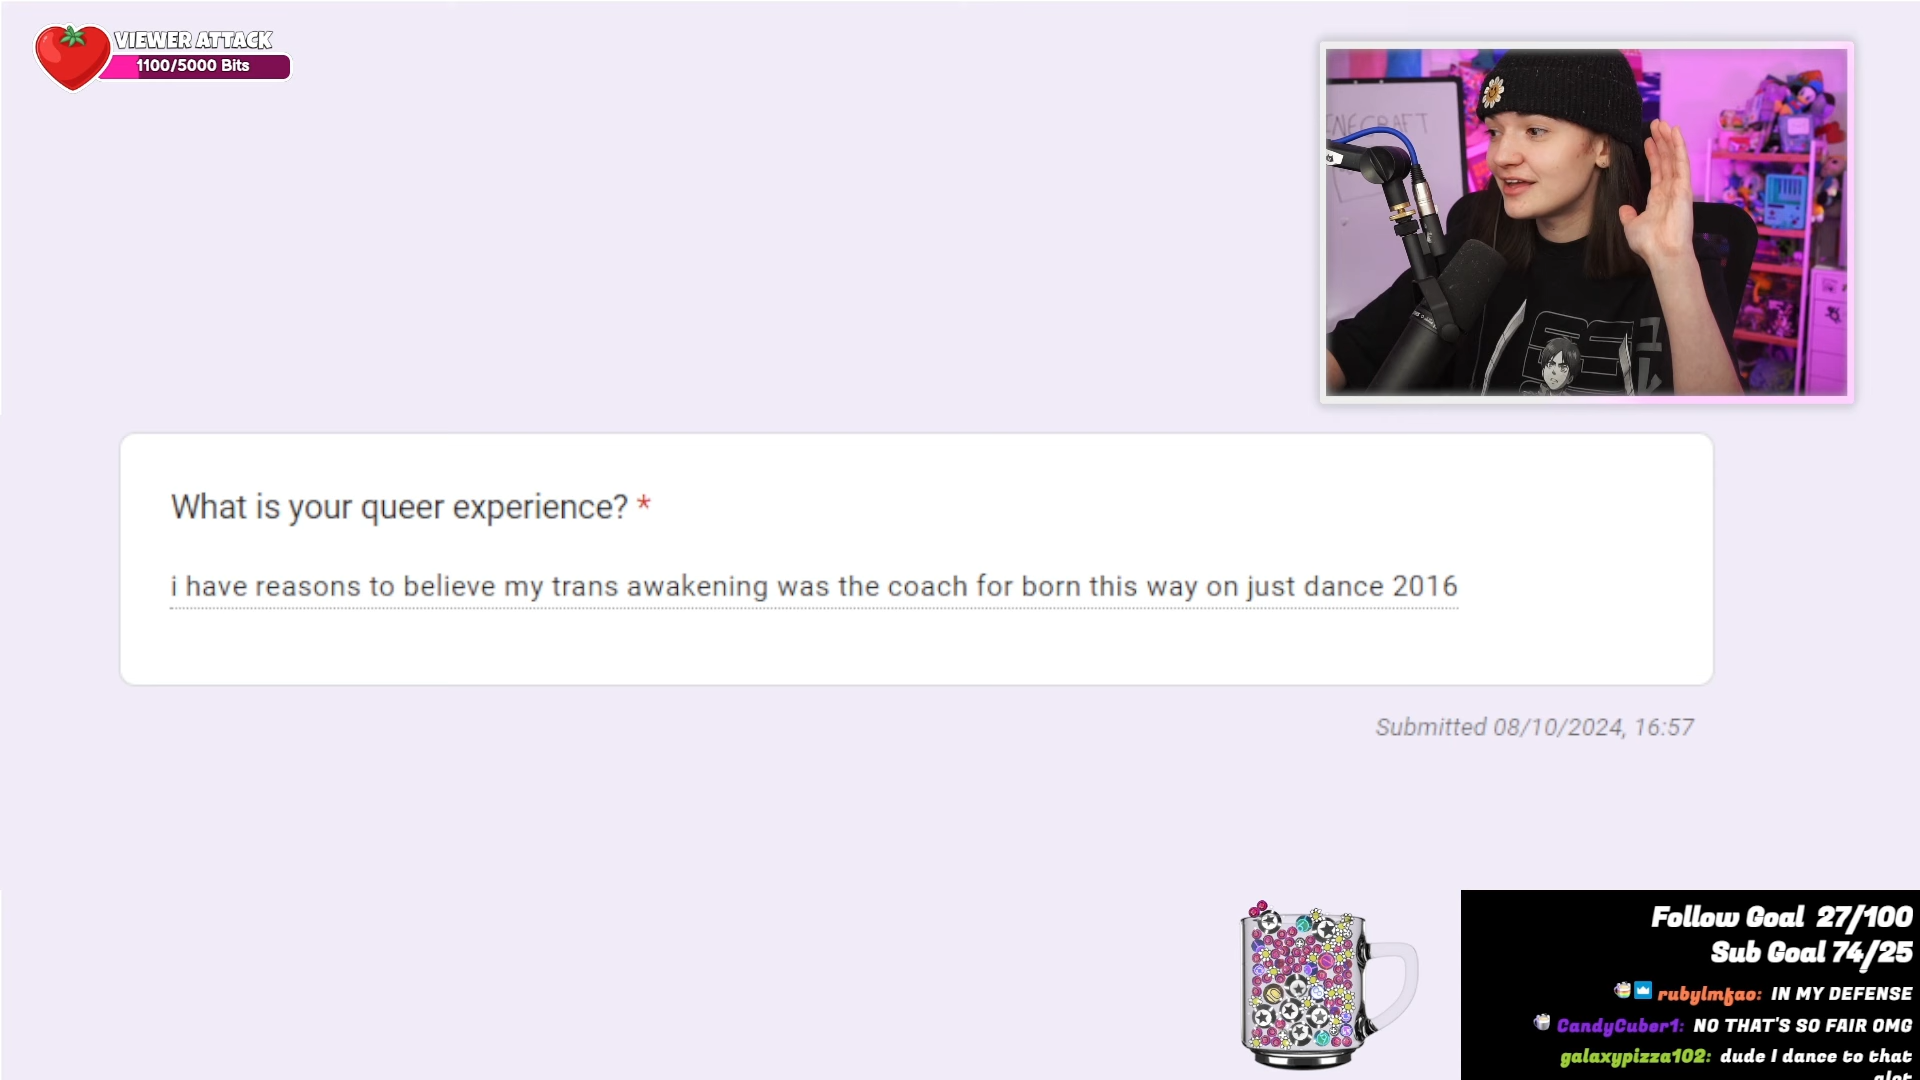 VIEWER ATTACK
1100/5000 Bits
NECRAFT
What is your queer experience? *
i have reasons to believe my trans awakening was the coach for born this way on just dance 2016
Submitted 08/10/2024, 16:57
Follow Goal 27/100
Sub Goal 74/25
rubylmfao: IN MY DEFENSE
CandyCuber1: NO THAT'S SO FAIR OMG
galaxypizza102: dude I dance to that
alot